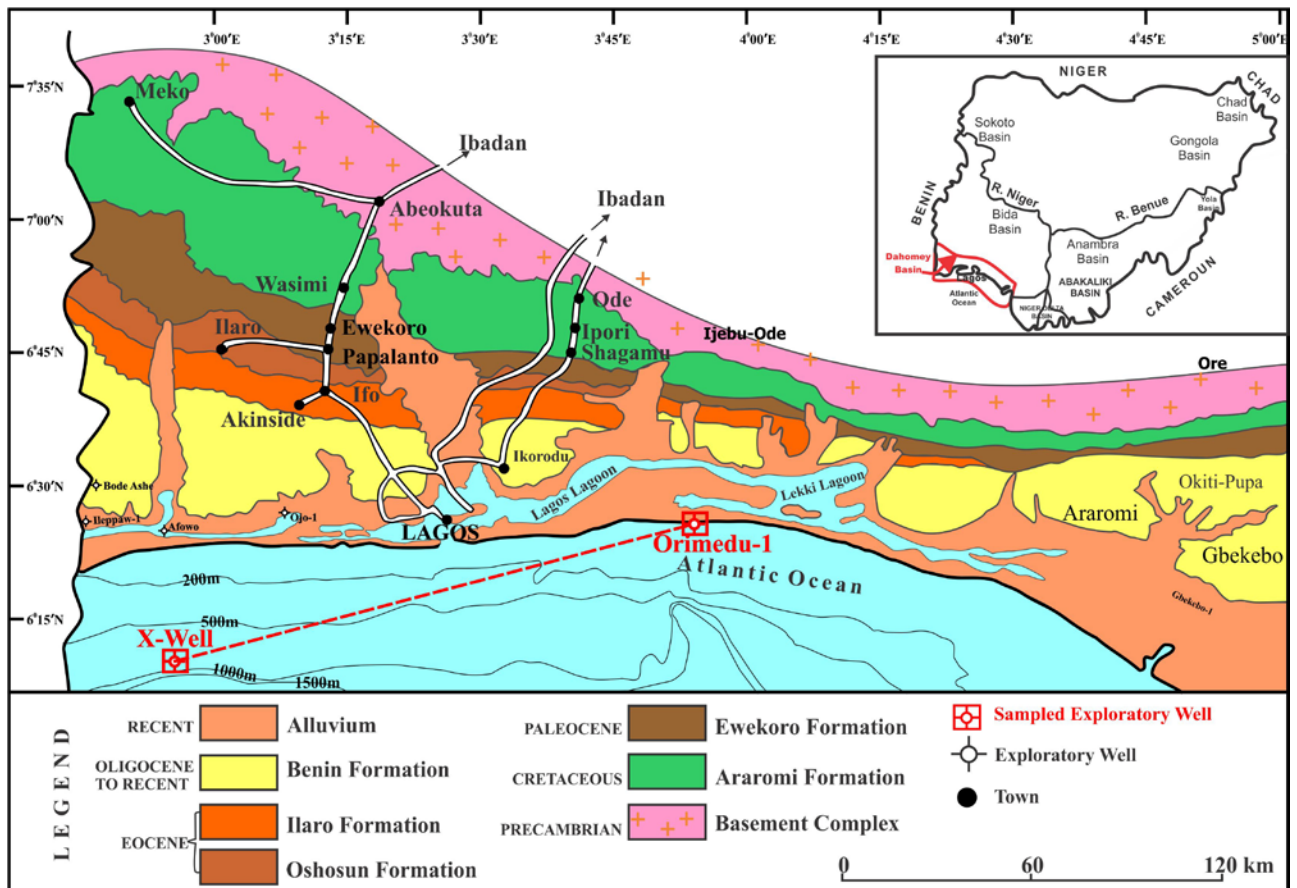 3°00'E 3°15'E 3°30'E 3°45'E 4°00'E 4°15'E 4°30'E 4°45'E 5°00'E
7°35'N
7°00'N
6°45'N
6°30'N
6°15'N
Meko
Ibadan
Abeokuta
Ibadan
Wasimi
Ode
Ilaro
Ewekoro
Ipori
Papalanto
Shagamu
Ijebu-Ode
Ore
Ifo
Akinside
Ikorodu
Bode Ashe
Ileppaw-1
Afowo
Ojo-1
LAGOS
Lagos Lagoon
Lekki Lagoon
Okiti-Pupa
Araromi
Gbekebo
Gbekebo-1
Orimedu-1
Atlantic Ocean
200m
500m
X-Well
1000m
1500m
NIGER
CHAD
Chad
Basin
Sokoto
Basin
Gongola
Basin
BENIN
R. Niger
R. Benue
Yola
Basin
Bida
Basin
Anambra
Basin
Dahomey
Basin
Lagos
Atlantic
Ocean
ABAKALIKI
BASIN
NIGER DELTA
BASIN
CAMEROUN
LEGEND
RECENT Alluvium
OLIGOCENE
TO RECENT
Benin Formation
EOCENE
Ilaro Formation
Oshosun Formation
PALEOCENE Ewekoro Formation
CRETACEOUS Araromi Formation
PRECAMBRIAN Basement Complex
Sampled Exploratory Well
Exploratory Well
Town
0 60 120 km